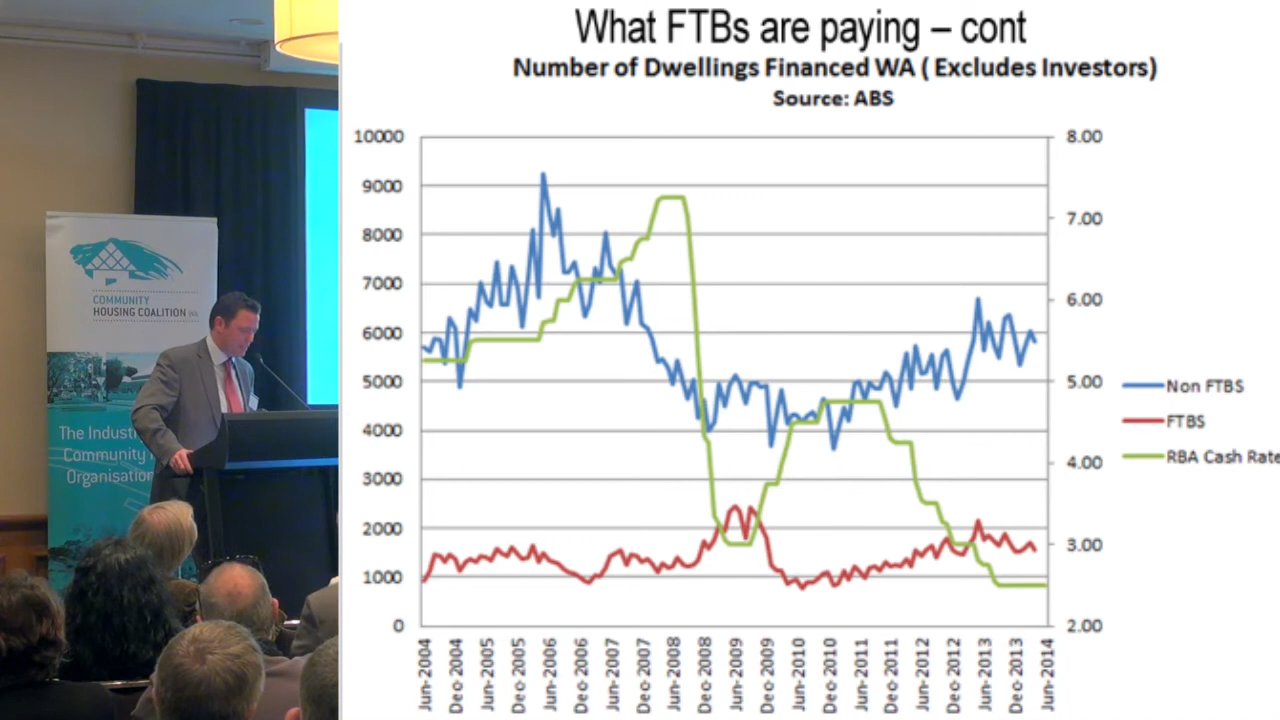 What FTBs are paying – cont
Number of Dwellings Financed WA ( Excludes Investors)
Source: ABS
10000
9000
8000
7000
6000
5000
4000
3000
2000
1000
0
8.00
7.00
6.00
5.00
4.00
3.00
2.00
Jun-2004
Dec-2004
Jun-2005
Dec-2005
Jun-2006
Dec-2006
Jun-2007
Dec-2007
Jun-2008
Dec-2008
Jun-2009
Dec-2009
Jun-2010
Dec-2010
Jun-2011
Dec-2011
Jun-2012
Dec-2012
Jun-2013
Dec-2013
Jun-2014
Non FTBS
FTBS
RBA Cash Rate
COMMUNITY
HOUSING COALITION
The Indust
Community
Organisation